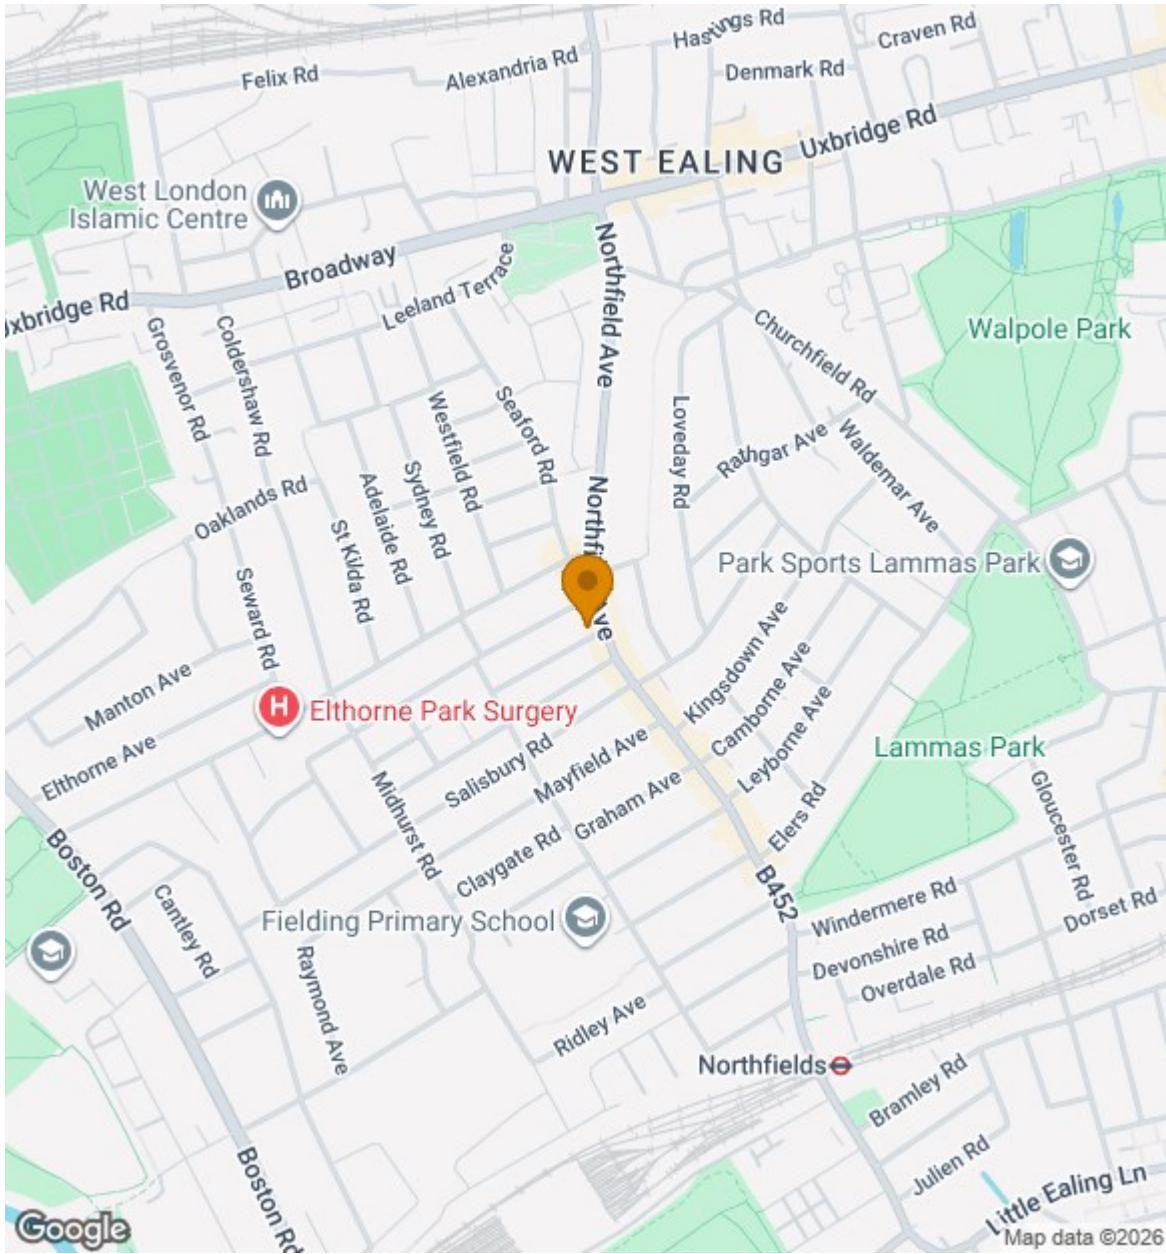 Hastings Rd
Craven Rd
Felix Rd
Alexandria Rd
Denmark Rd
Uxbridge Rd
WEST EALING
West London
Islamic Centre
Broadway
Leeland Terrace
Northfield Ave
Uxbridge Rd
Grosvenor Rd
Coldershaw Rd
Churchfield Rd
Walpole Park
Seaford Rd
Westfield Rd
Loveday Rd
Rathgar Ave
Waldemar Ave
Sydney Rd
Adelaide Rd
Oaklands Rd
St Kilda Rd
Northfi
Ave
Park Sports Lammas Park
Seward Rd
Kingsdown Ave
Camborne Ave
Leyborne Ave
Manton Ave
H
Elthorne Park Surgery
Elthorne Ave
Salisbury Rd
Mayfield Ave
Graham Ave
Lammas Park
Midhurst Rd
Claygate Rd
Elers Rd
Gloucester Rd
Boston Rd
B452
Cantley Rd
Fielding Primary School
Windermere Rd
Dorset Rd
Devonshire Rd
Overdale Rd
Raymond Ave
Ridley Ave
Northfields
Bramley Rd
Julien Rd
Boston Rd
Little Ealing Ln
Google
Map data ©2026